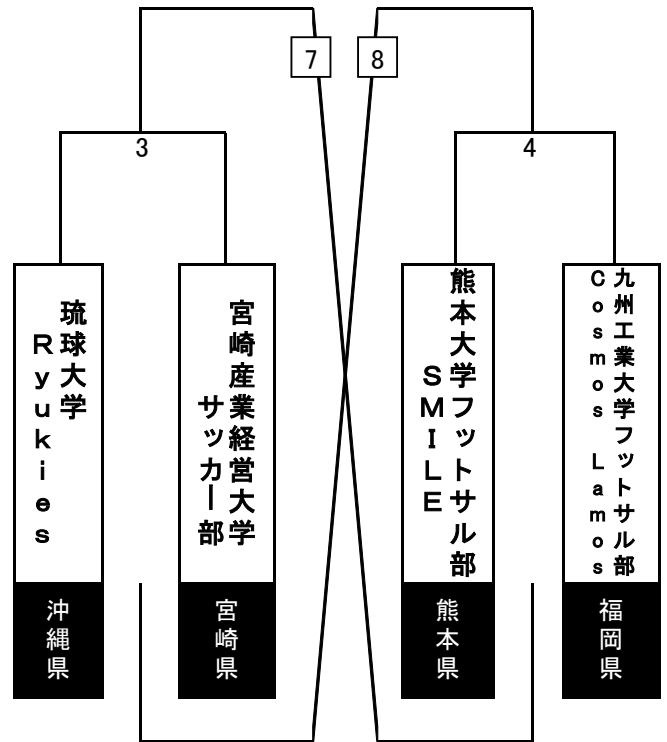 7
8
3
4
琉球大学
Ryukies
宮崎産業経営大学
サッカー部
熊本大学フットサル部
SMILE
九州工業大学フットサル部
Cosmos Lamos
沖縄県
宮崎県
熊本県
福岡県